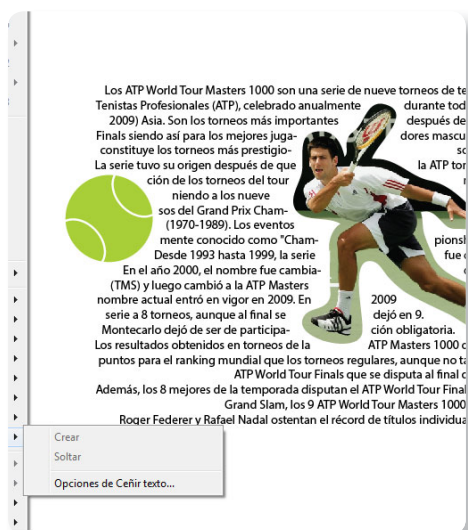 Los ATP World Tour Masters 1000 son una serie de nueve torneos de te
Tenistas Profesionales (ATP), celebrado anualmente durante tod
2009) Asia. Son los torneos más importantes después de
Finals siendo así para los mejores juga- dores mascu
constituye los torneos más prestigio- so
La serie tuvo su origen después de que la ATP tor
ción de los torneos del tour
niendo a los nueve
sos del Grand Prix Cham-
(1970-1989). Los eventos
mente conocido como "Cham- pionsh
Desde 1993 hasta 1999, la serie fue
En el año 2000, el nombre fue cambia-
(TMS) y luego cambió a la ATP Masters
nombre actual entró en vigor en 2009. En 2009
serie a 8 torneos, aunque al final se dejó en 9.
Montecarlo dejó de ser de participa- ción obligatoria.
Los resultados obtenidos en torneos de la ATP Masters 1000
puntos para el ranking mundial que los torneos regulares, aunque no ta
ATP World Tour Finals que se disputa al final
Además, los 8 mejores de la temporada disputan el ATP World Tour Final
Grand Slam, los 9 ATP World Tour Masters 1000
Roger Federer y Rafael Nadal ostentan el récord de títulos individua
Crear
Soltar
Opciones de Ceñir texto...